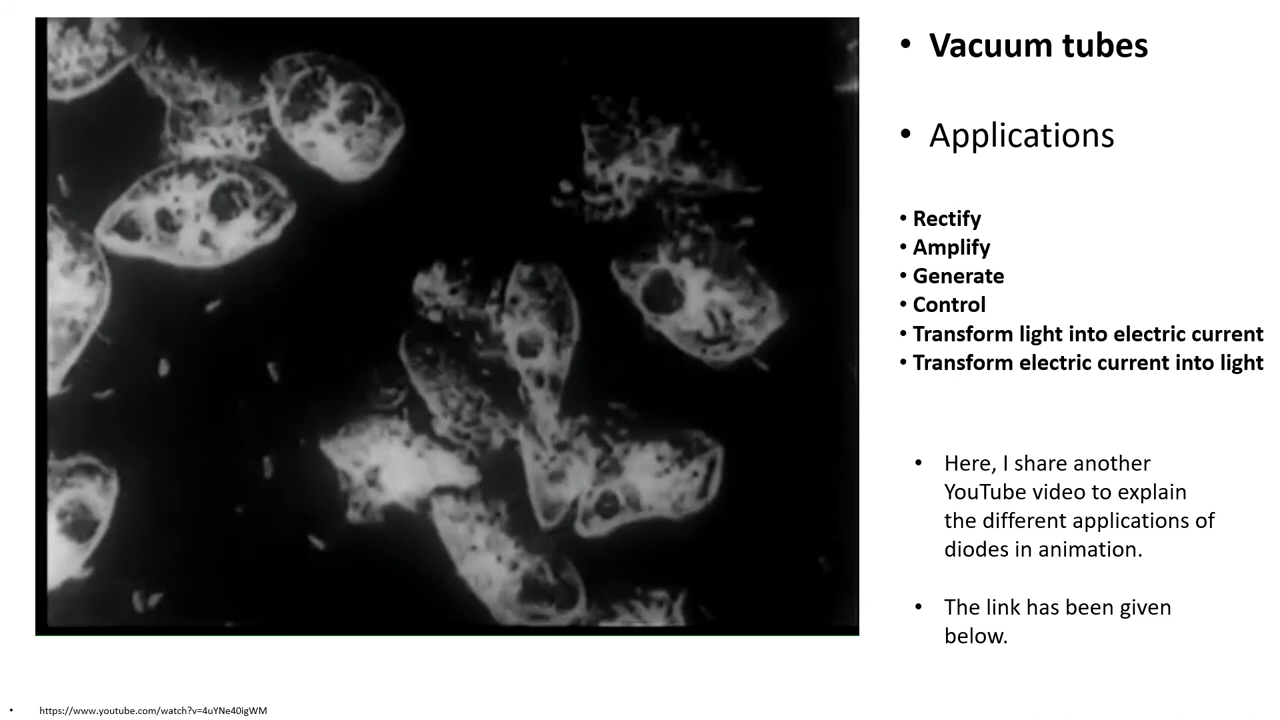 Vacuum tubes
Applications
Rectify
Amplify
Generate
Control
Transform light into electric current
Transform electric current into light
Here, I share another
YouTube video to explain
the different applications of
diodes in animation.
The link has been given
below.
https://www.youtube.com/watch?v=4uYNe40igWM